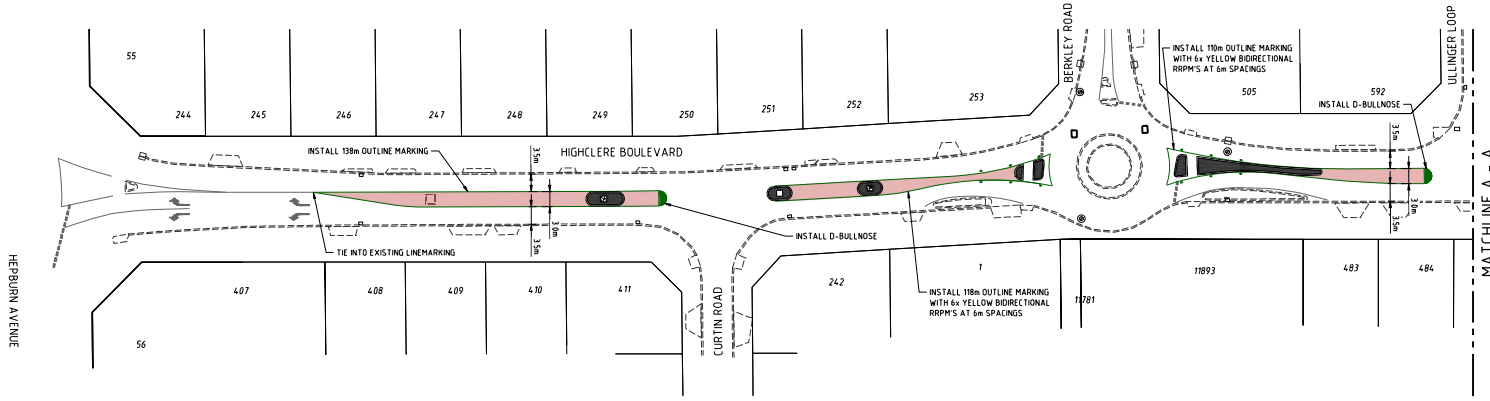 BERKLEY ROAD
ULLINGER LOOP
55
244
245
246
247
248
249
250
251
252
253
INSTALL 110m OUTLINE MARKING
WITH 6x YELLOW BIDIRECTIONAL
RRPM'S AT 6m SPACINGS
505
592
INSTALL D-BULLNOSE
INSTALL 138m OUTLINE MARKING
HIGHCLERE BOULEVARD
3.5m
3.0m
3.5m
3.5m
3.0m
3.5m
TIE INTO EXISTING LINEMARKING
INSTALL D-BULLNOSE
HEPBURN AVENUE
56
407
408
409
410
411
CURTIN ROAD
242
1
INSTALL 118m OUTLINE MARKING
WITH 6x YELLOW BIDIRECTIONAL
RRPM'S AT 6m SPACINGS
11781
11893
483
484
MATCHLINE A - A